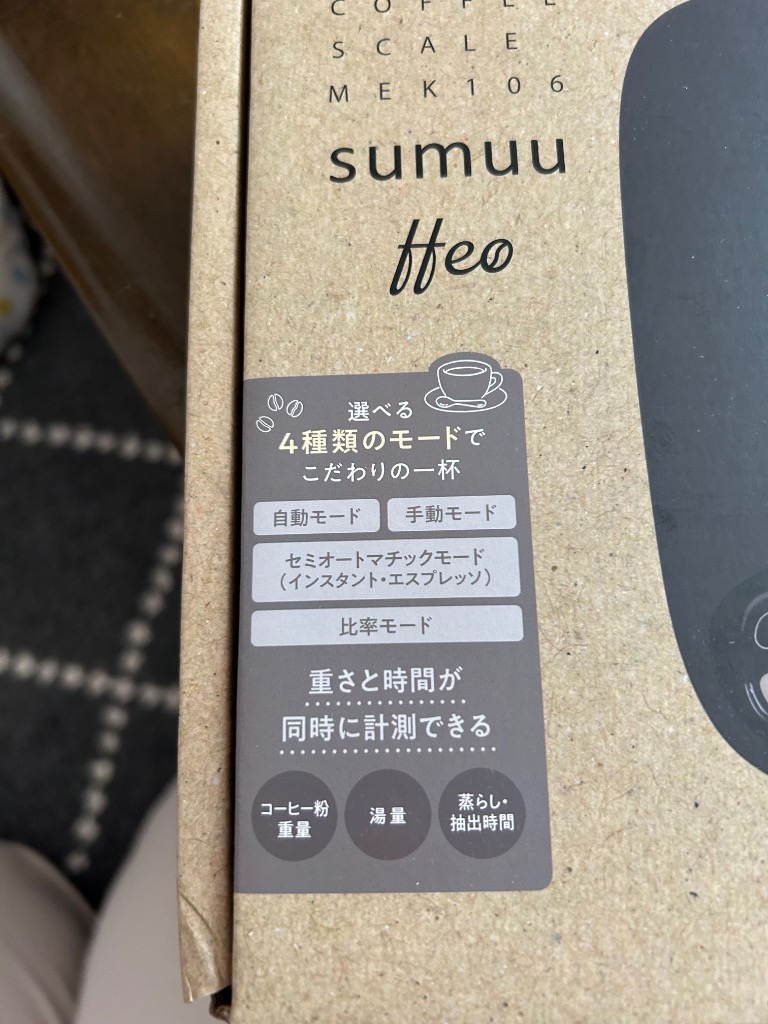 COFFEE
SCALE
MEK106
sumuu
ffeo
選べる
4種類のモードで
こだわりの一杯
自動モード
手動モード
セミオートマチックモード
(インスタント・エスプレッソ)
比率モード
重さと時間が
同時に計測できる
コーヒー粉
重量
湯量
蒸らし・
抽出時間